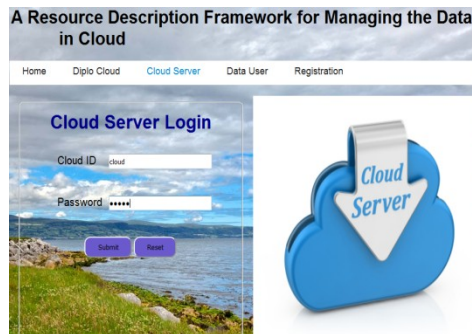 A Resource Description Framework for Managing the Data
in Cloud
Home Diplo Cloud Cloud Server Data User Registration
Cloud Server Login
Cloud ID cloud
Password •••••
Submit Reset
Cloud
Server